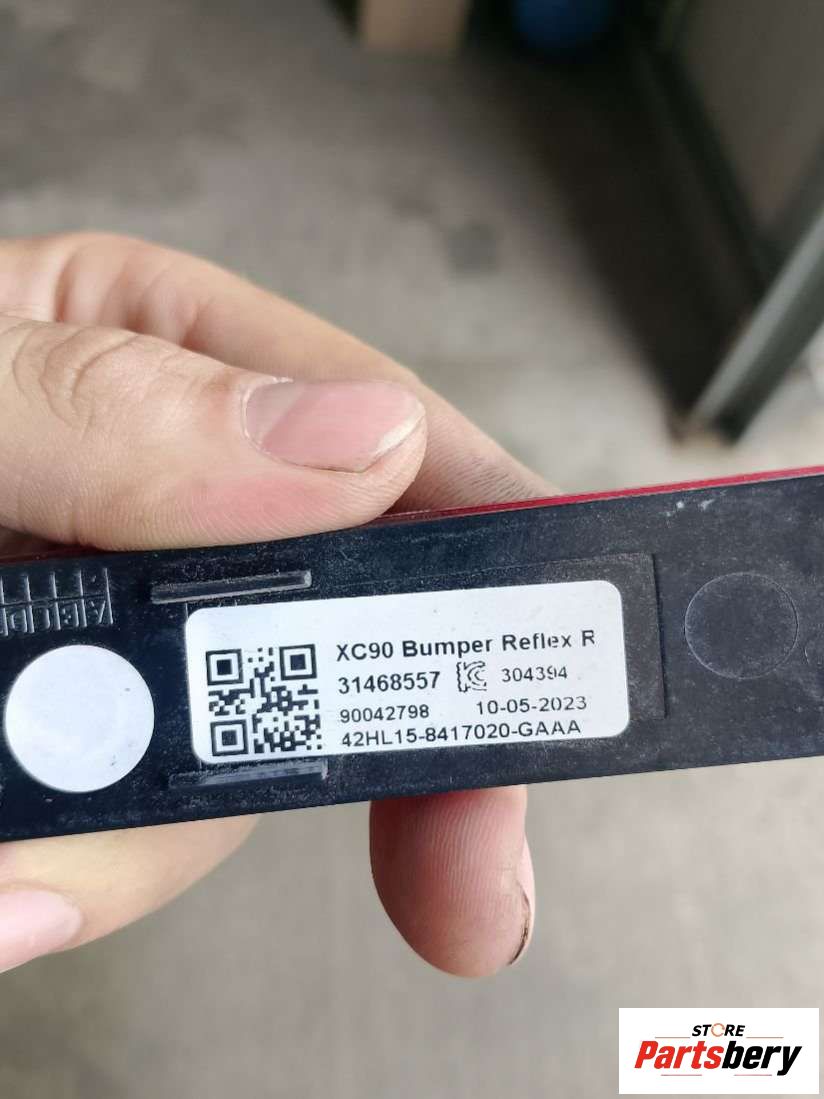 XC90 Bumper Reflex R
31468557 304394
90042798 10-05-2023
42HL15-8417020-GAAA
STORE
Partsbery